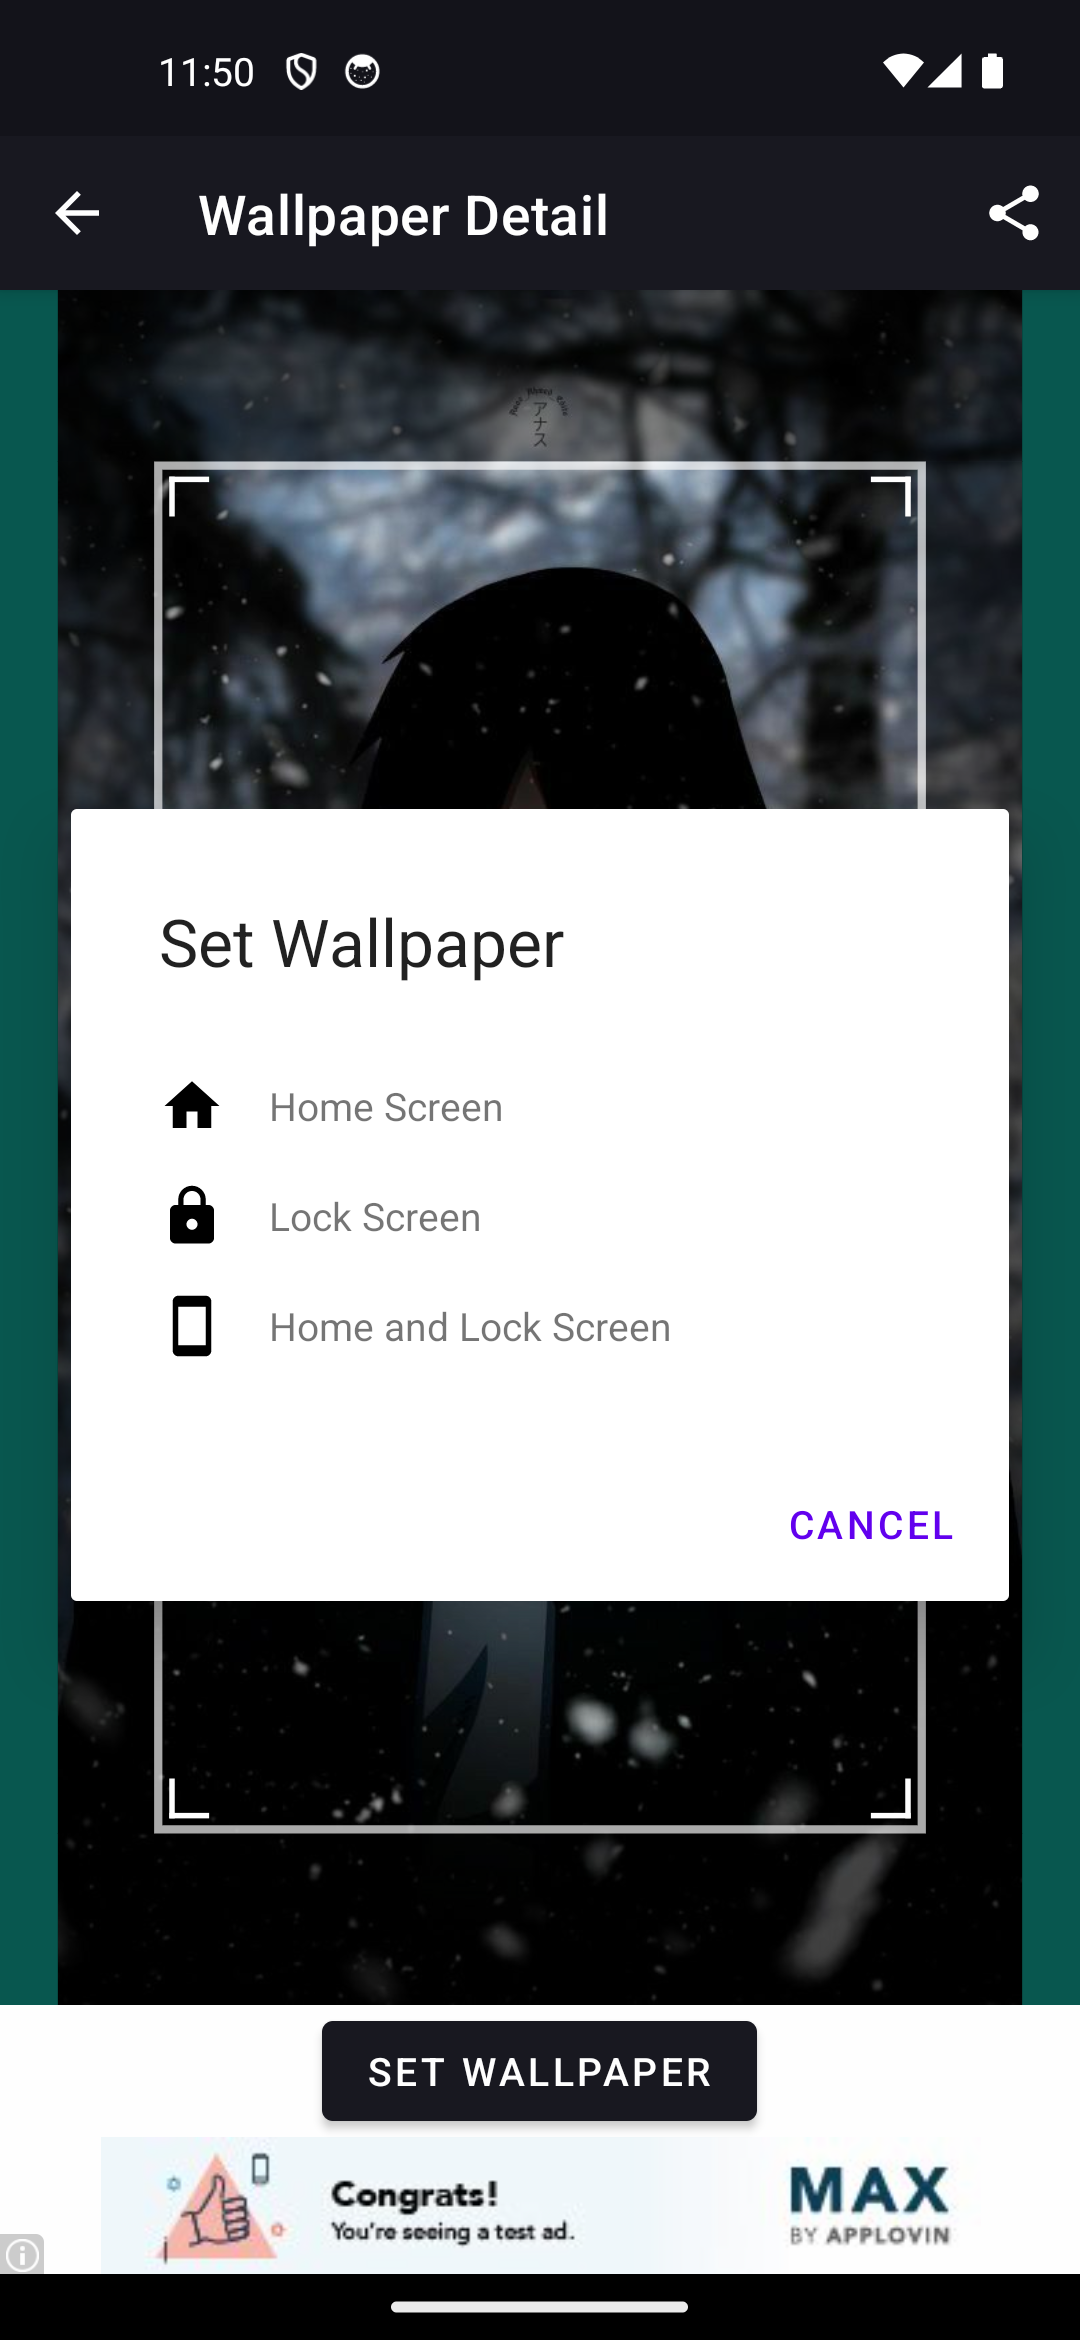 11:50
Wallpaper Detail
アナス
Set Wallpaper
Home Screen
Lock Screen
Home and Lock Screen
CANCEL
SET WALLPAPER
Congrats!
You're seeing a test ad.
MAX
BY APPLOVIN